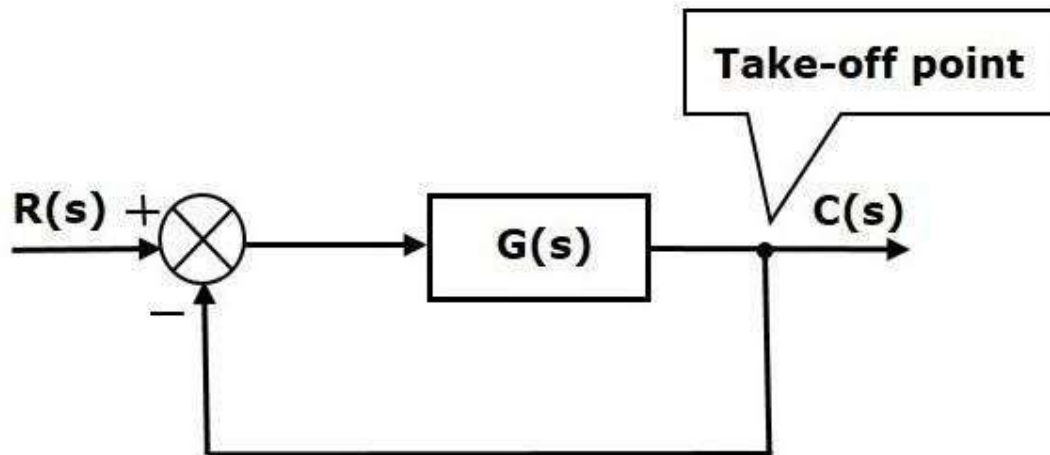 Take-off point
R(s) +
G(s)
C(s)
−